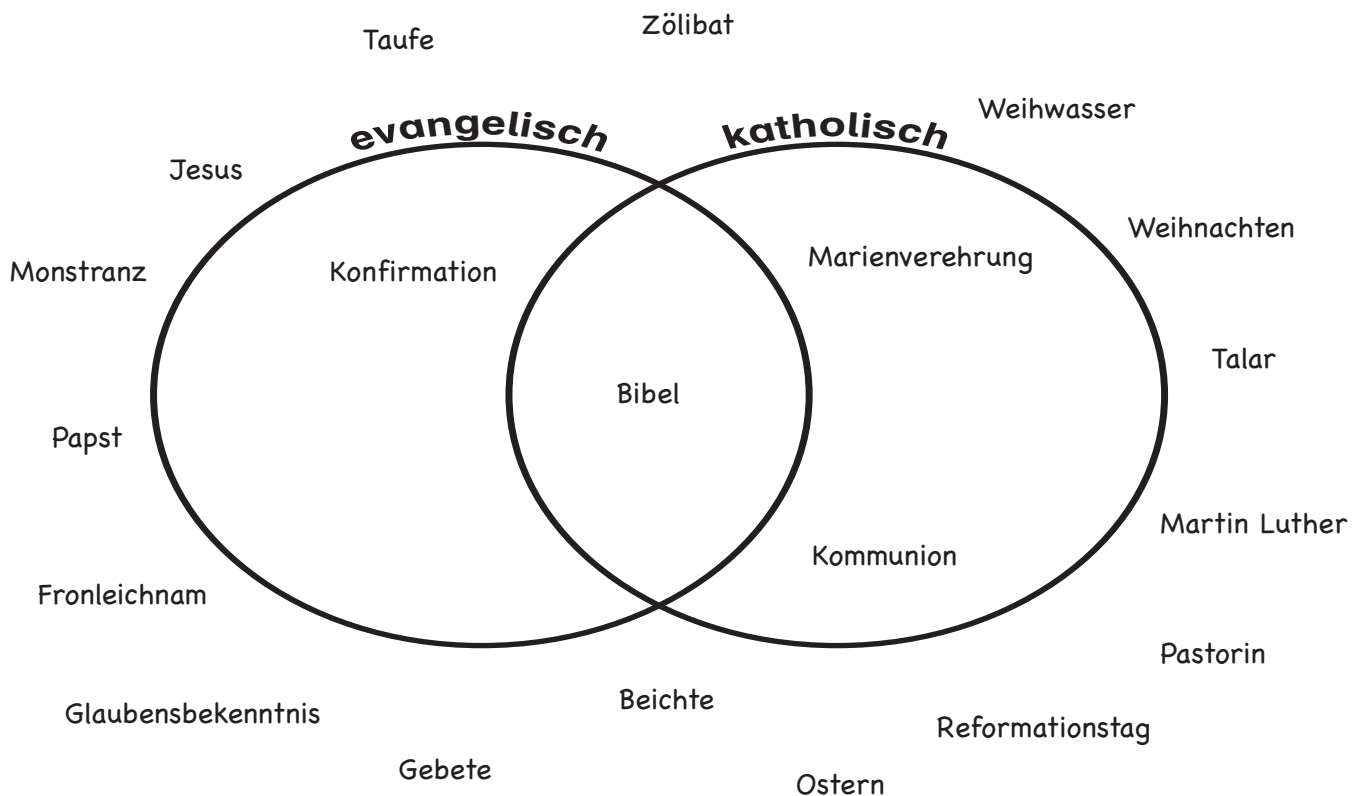 Zölibat
Taufe
Weihwasser
evangelisch
katholisch
Jesus
Weihnachten
Marienverehrung
Monstranz
Konfirmation
Talar
Bibel
Papst
Martin Luther
Kommunion
Fronleichnam
Pastorin
Beichte
Glaubensbekenntnis
Reformationstag
Gebete
Ostern